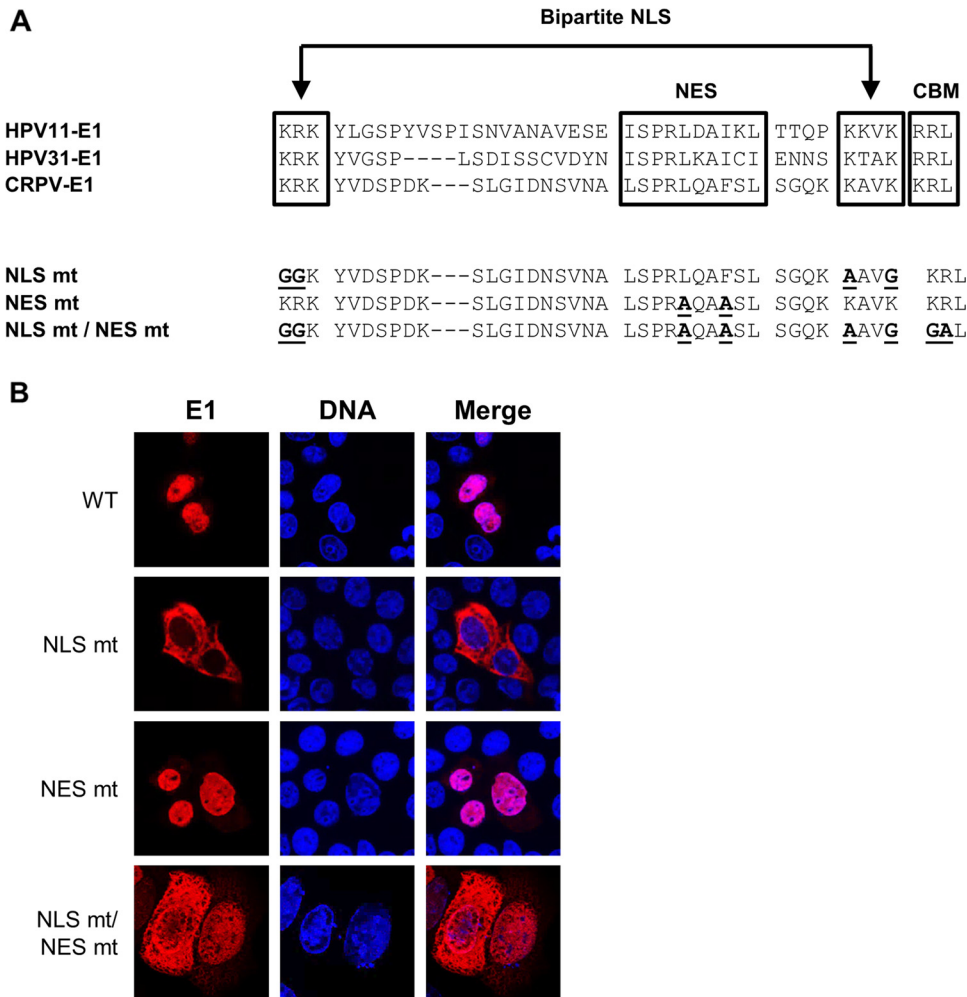 A
Bipartite NLS
NES CBM
HPV11-E1 KRK YLGSPYVSPISNVANAVESE ISPRLDAIKL TTQP KKVK RRL
HPV31-E1 KRK YVGSP----LSDISSCVDYN ISPRLKAICI ENNS KTAK RRL
CRPV-E1 KRK YVDSPDK---SLGIDNSVNA LSPRLQAFSL SGQK KAVK KRL
NLS mt GGK YVDSPDK---SLGIDNSVNA LSPRLQAFSL SGQK AAVG KRL
NES mt KRK YVDSPDK---SLGIDNSVNA LSPRAQAASL SGQK KAVK KRL
NLS mt / NES mt GGK YVDSPDK---SLGIDNSVNA LSPRAQAASL SGQK AAVG GAL
B
E1 DNA Merge
WT
NLS mt
NES mt
NLS mt/
NES mt